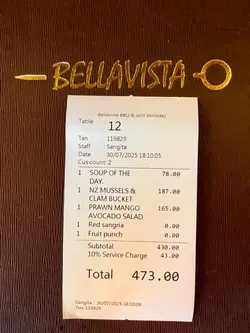 BELLAVISTA
Bellavista BBQ & Grill (AirSide)
Table 12
Txn 119829
Staff Sangita
Date 30/07/2025 18:10:05
Cus count: 2
1 SOUP OF THE 78.00
DAY.
1 NZ MUSSELS & 187.00
CLAM BUCKET
1 PRAWN MANGO 165.00
AVOCADO SALAD
1 Red sangria 0.00
1 Fruit punch 0.00
Subtotal 430.00
10% Service Charge 43.00
Total 473.00
Sangita : 30/07/2025 18:10:09
Txn 119829